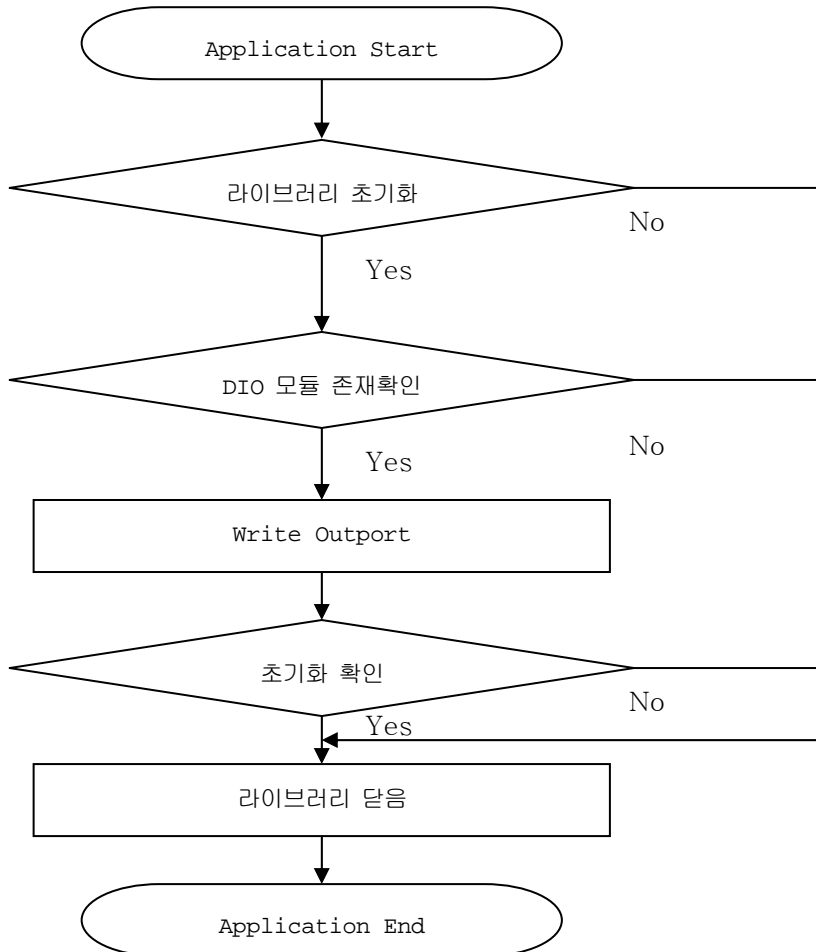 Application Start
라이브러리 초기화
No
Yes
DIO 모듈 존재확인
No
Yes
Write Outport
초기화 확인
No
Yes
라이브러리 닫음
Application End